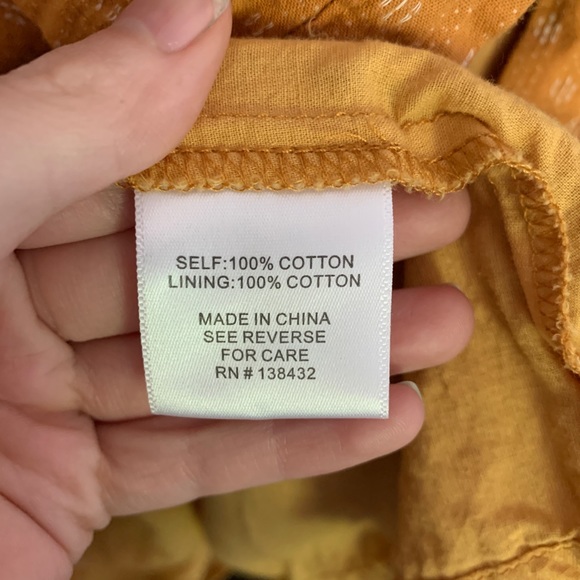 SELF:100% COTTON
LINING:100% COTTON
MADE IN CHINA
SEE REVERSE
FOR CARE
RN # 138432